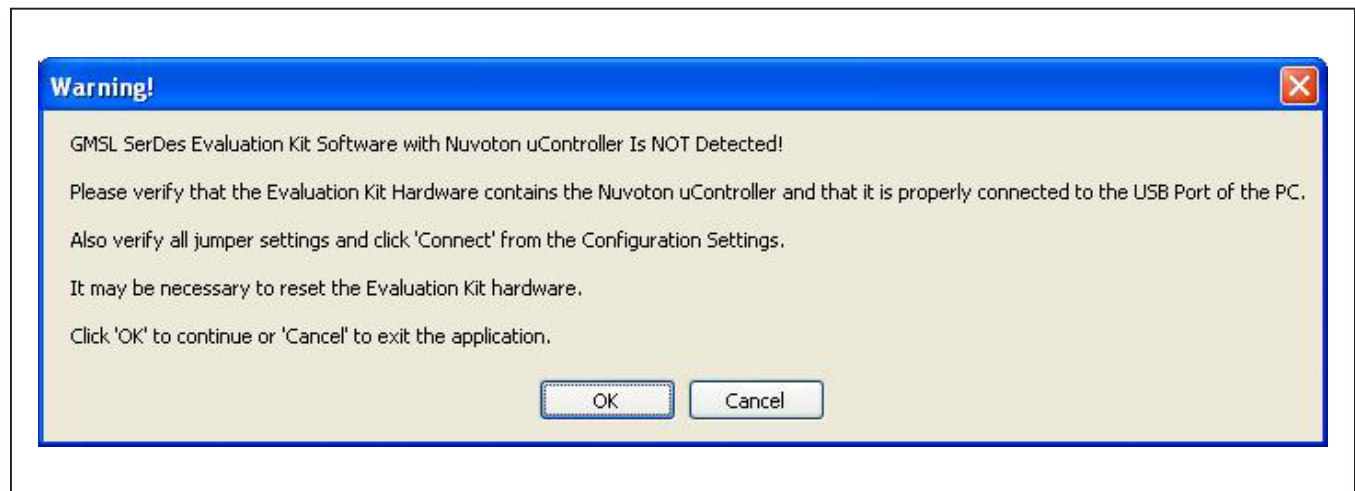 Warning!
GMSL SerDes Evaluation Kit Software with Nuvoton uController Is NOT Detected!
Please verify that the Evaluation Kit Hardware contains the Nuvoton uController and that it is properly connected to the USB Port of the PC.
Also verify all jumper settings and click 'Connect' from the Configuration Settings.
It may be necessary to reset the Evaluation Kit hardware.
Click 'OK' to continue or 'Cancel' to exit the application.
OK Cancel